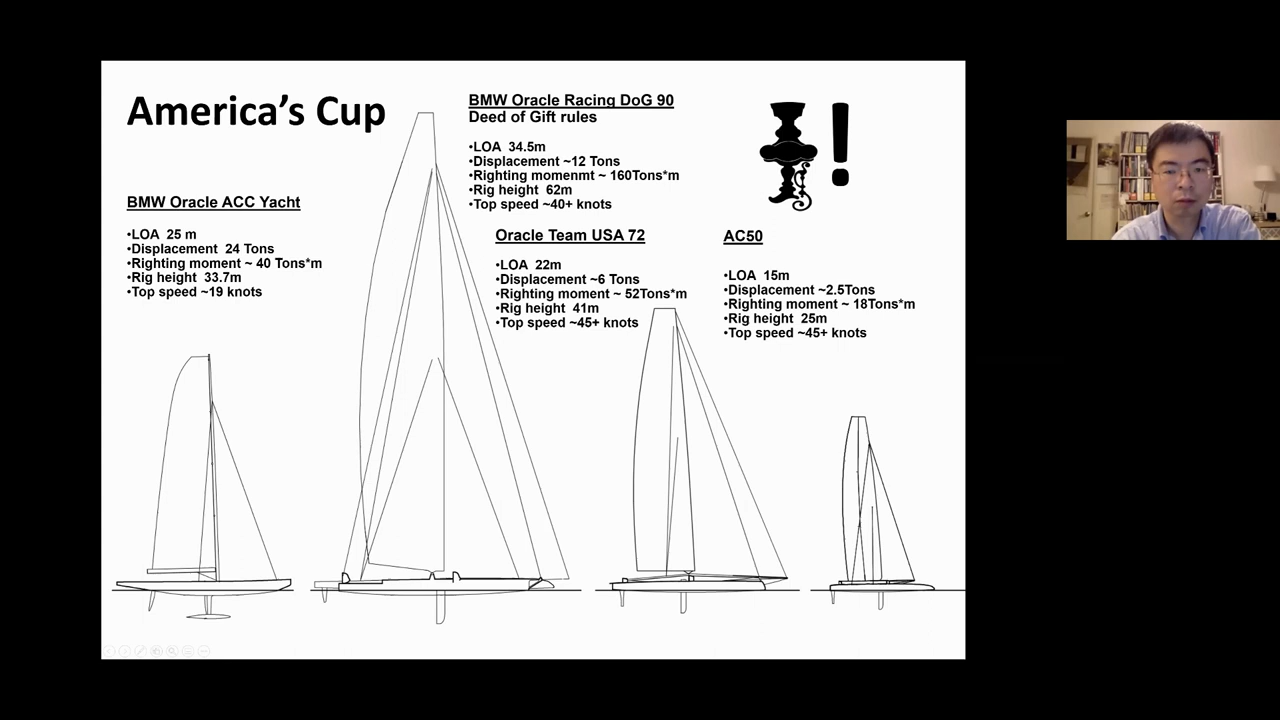 America's Cup
BMW Oracle ACC Yacht
•LOA 25 m
•Displacement 24 Tons
•Righting moment ~ 40 Tons*m
•Rig height 33.7m
•Top speed ~19 knots
BMW Oracle Racing DoG 90
Deed of Gift rules
•LOA 34.5m
•Displacement ~12 Tons
•Righting momenmt ~ 160Tons*m
•Rig height 62m
•Top speed ~40+ knots
Oracle Team USA 72
•LOA 22m
•Displacement ~6 Tons
•Righting moment ~ 52Tons*m
•Rig height 41m
•Top speed ~45+ knots
!
AC50
•LOA 15m
•Displacement ~2.5Tons
•Righting moment ~ 18Tons*m
•Rig height 25m
•Top speed ~45+ knots